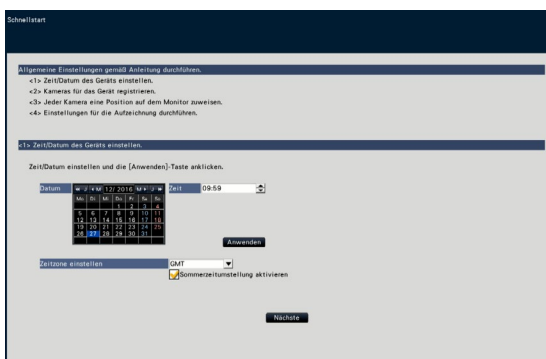 Schnellstart
Allgemeine Einstellungen gemäß Anleitung durchführen.
<1> Zeit/Datum des Geräts einstellen.
<2> Kameras für das Gerät registrieren.
<3> Jeder Kamera eine Position auf dem Monitor zuweisen.
<4> Einstellungen für die Aufzeichnung durchführen.
<1> Zeit/Datum des Geräts einstellen.
Zeit/Datum einstellen und die [Anwenden]-Taste anklicken.
Datum J M 12/ 2016 M J Zeit 09:59
Mo Di Mi Do Fr Sa So
1 2 3 4
5 6 7 8 9 10 11
12 13 14 15 16 17 18
19 20 21 22 23 24 25
26 27 28 29 30 31
Anwenden
Zeitzone einstellen GMT
Sommerzeitumstellung aktivieren
Nächste